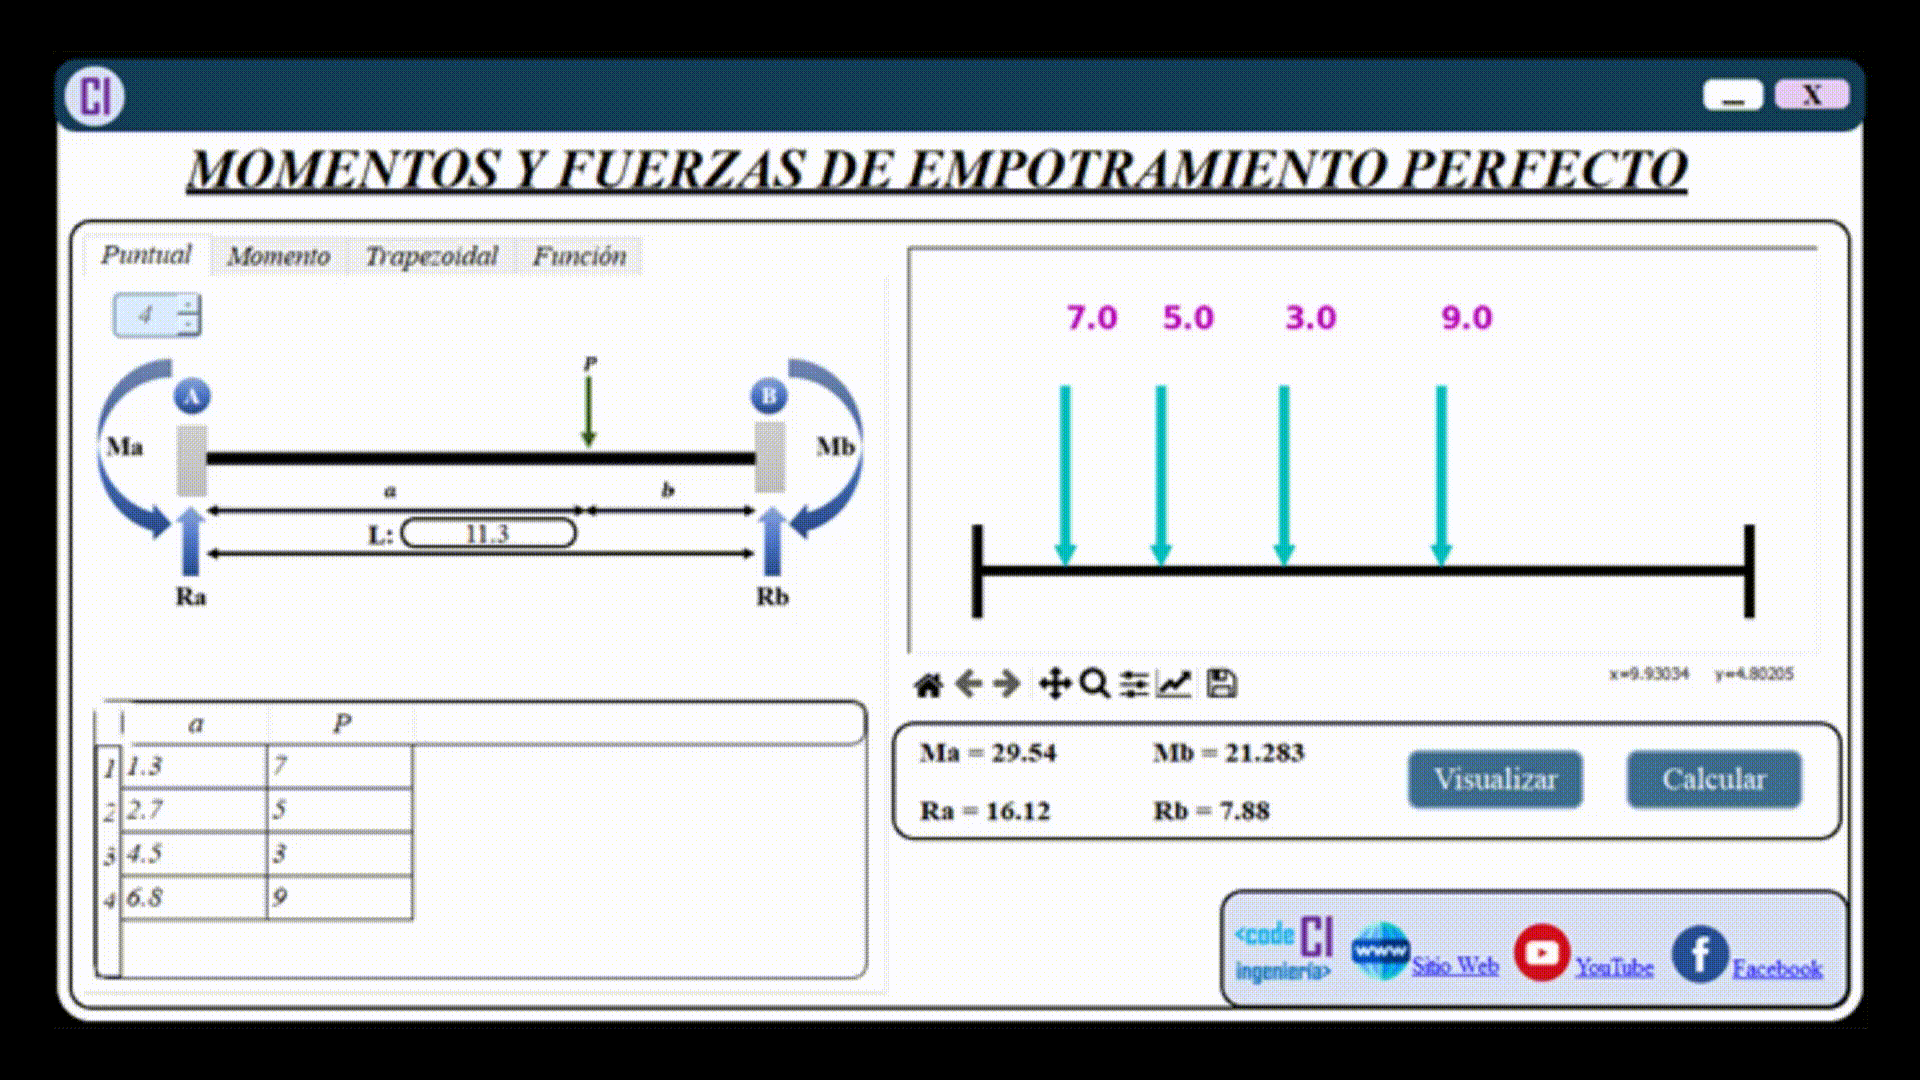 CI
_ X
MOMENTOS Y FUERZAS DE EMPOTRAMIENTO PERFECTO
Puntual Momento Trapezoidal Función
4
P
A B
Ma Mb
a b
L: 11.3
Ra Rb
a P
1 1.3 7
2 2.7 5
3 4.5 3
4 6.8 9
7.0 5.0 3.0 9.0
x=9.93034 y=4.80205
Ma = 29.54 Mb = 21.283
Ra = 16.12 Rb = 7.88
Visualizar Calcular
<code CI
ingeniería>
www Sitio Web YouTube f Facebook